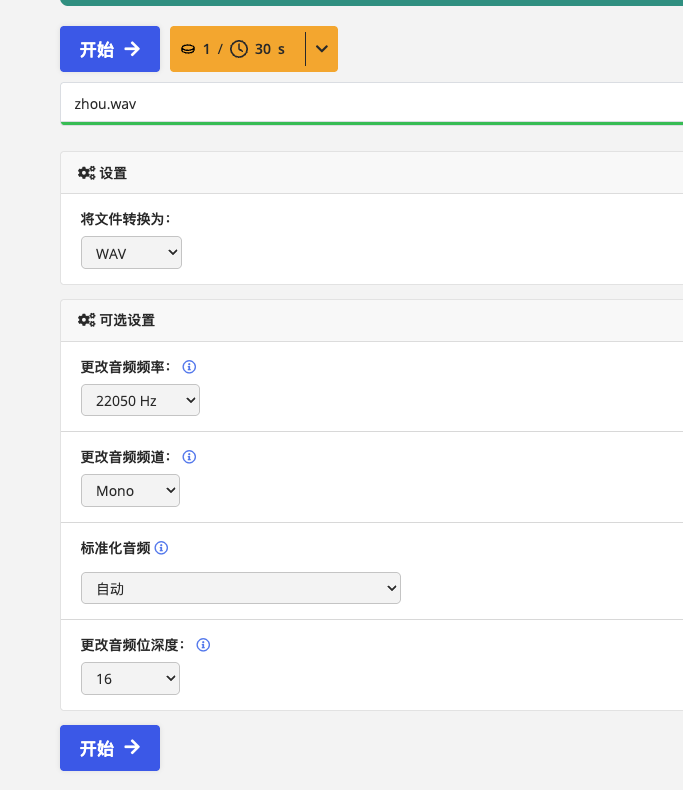 开始
1 / 30 s
zhou.wav
设置
将文件转换为：
WAV
可选设置
更改音频频率：
22050 Hz
更改音频频道：
Mono
标准化音频
自动
更改音频位深度：
16
开始